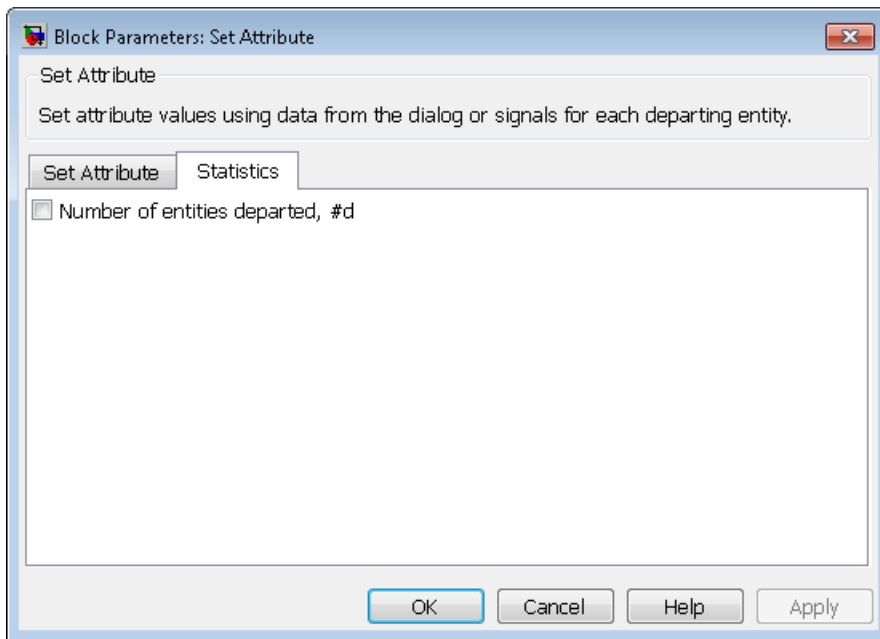 Block Parameters: Set Attribute
Set Attribute
Set attribute values using data from the dialog or signals for each departing entity.
Set Attribute Statistics
Number of entities departed, #d
OK Cancel Help Apply